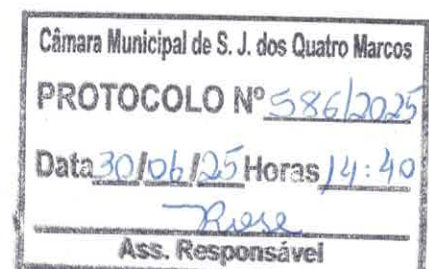 Câmara Municipal de S. J. dos Quatro Marcos
PROTOCOLO Nº 586/2025
Data 30/06/25 Horas 14:40
Rose
Ass. Responsável